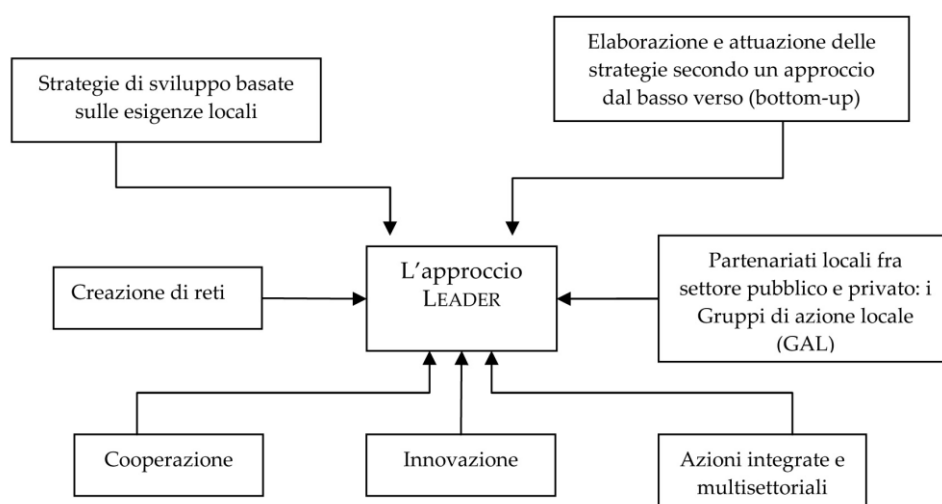 Strategie di sviluppo basate
sulle esigenze locali
Elaborazione e attuazione delle
strategie secondo un approccio
dal basso verso (bottom-up)
Creazione di reti
L'approccio
LEADER
Partenariati locali fra
settore pubblico e privato: i
Gruppi di azione locale
(GAL)
Cooperazione
Innovazione
Azioni integrate e
multisettoriali